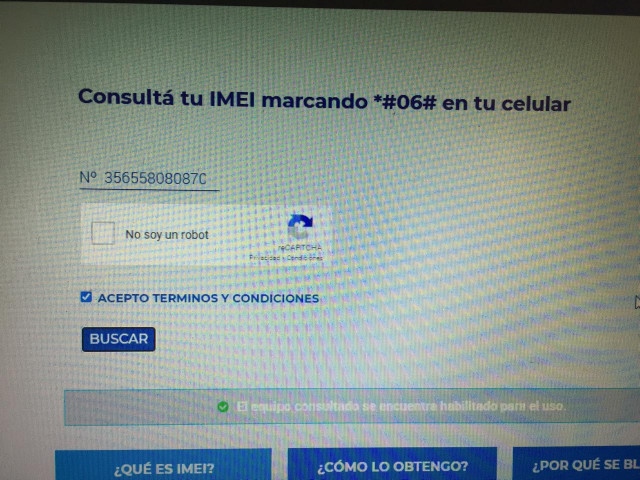 Consultá tu IMEI marcando *#06# en tu celular
Nº 35655808087
No soy un robot
reCAPTCHA
Privacidad - Condiciones
ACEPTO TERMINOS Y CONDICIONES
BUSCAR
El equipo consultado se encuentra habilitado para el uso.
¿QUÉ ES IMEI?
¿CÓMO LO OBTENGO?
¿POR QUÉ SE BL